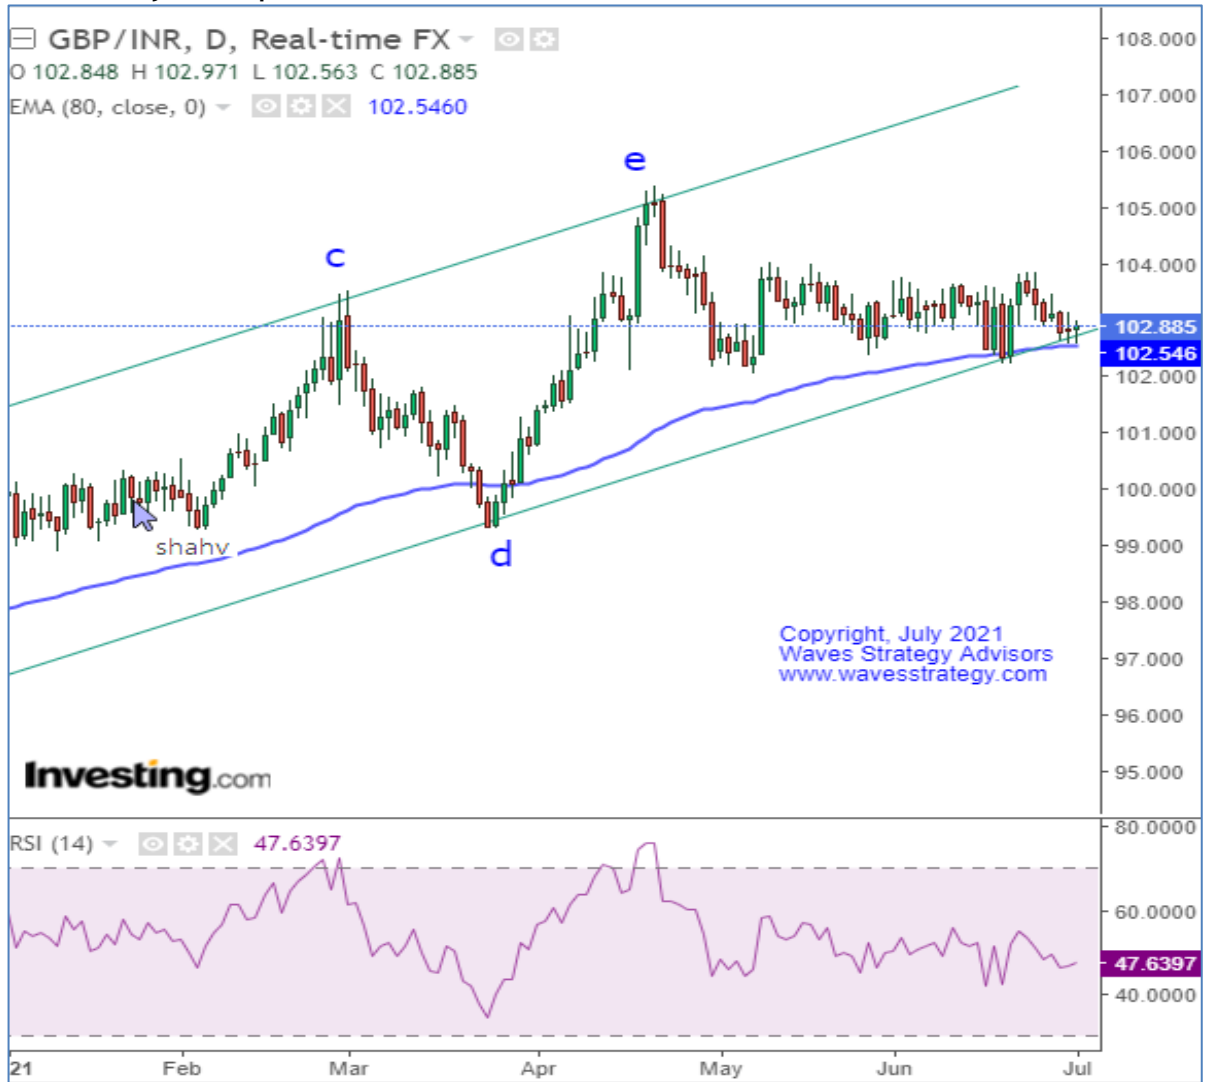 GBP/INR, D, Real-time FX
O 102.848 H 102.971 L 102.563 C 102.885
EMA (80, close, 0) 102.5460
108.000
107.000
106.000
105.000
104.000
102.885
102.546
102.000
101.000
100.000
99.000
98.000
97.000
96.000
95.000
c
e
d
shahv
Copyright, July 2021
Waves Strategy Advisors
www.wavesstrategy.com
Investing.com
RSI (14) 47.6397
80.0000
60.0000
47.6397
40.0000
21 Feb Mar Apr May Jun Jul